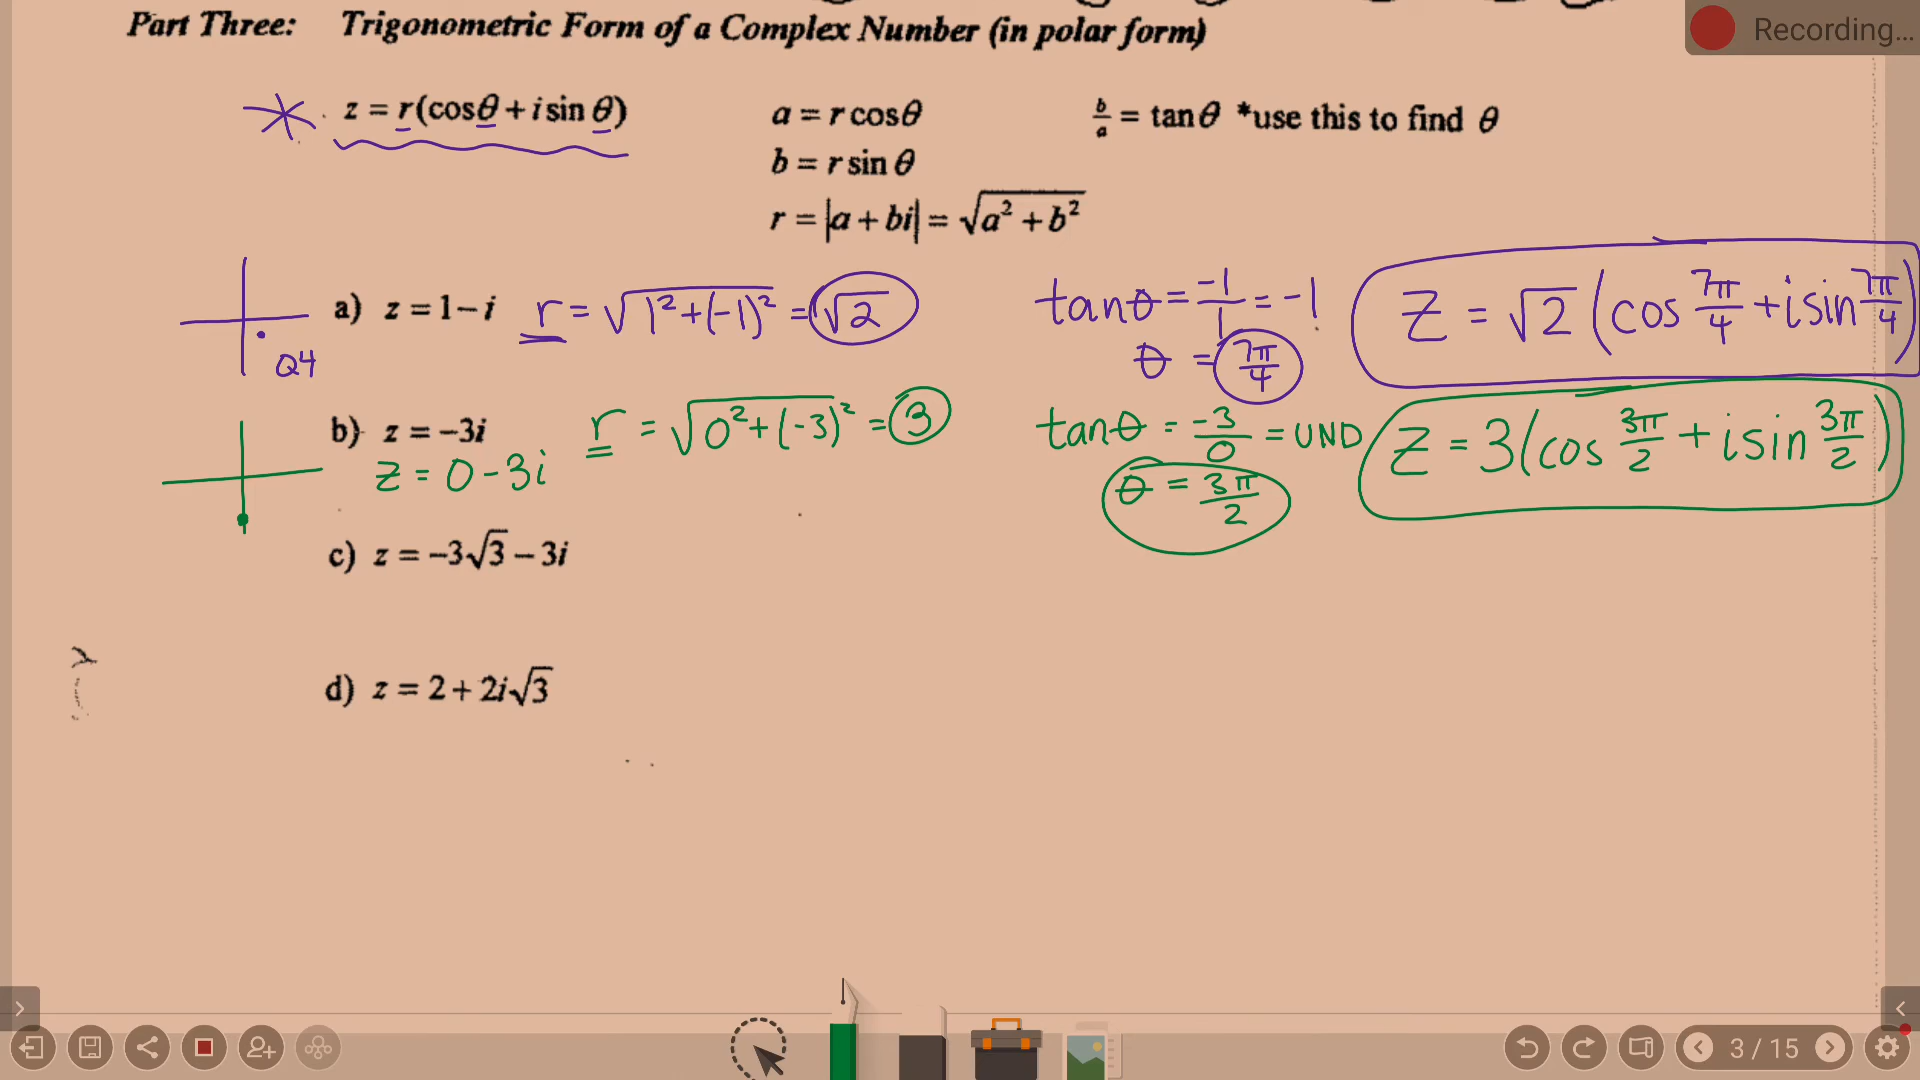 Part Three: Trigonometric Form of a Complex Number (in polar form)
Recording...
z = r(cosθ + i sin θ)
a = r cosθ
b/a = tan θ *use this to find θ
b = r sin θ
r = |a + bi| = √(a² + b²)
Q4
a) z = 1 − i
r = √(1² + (-1)²) = √2
tanθ = -1/1 = -1
θ = 7π/4
z = √2 (cos 7π/4 + i sin 7π/4)
b) z = −3i
z = 0 - 3i
r = √(0² + (-3)²) = 3
tanθ = -3/0 = UND
θ = 3π/2
z = 3(cos 3π/2 + i sin 3π/2)
c) z = −3√3 − 3i
d) z = 2 + 2i√3
3 / 15